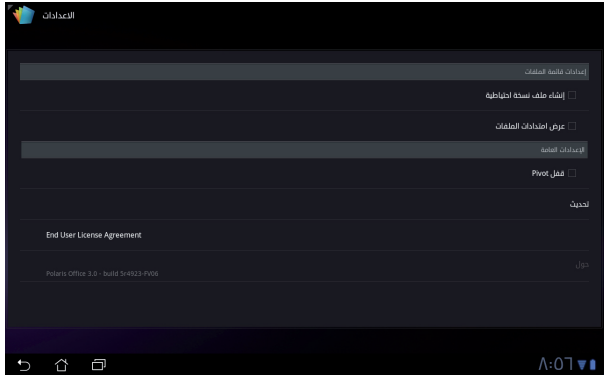 الاعدادات
إعدادات قائمة الملفات
إنشاء ملف نسخة احتياطية
عرض امتدادات الملفات
الإعدادات العامة
قفل Pivot
تحديث
End User License Agreement
حول
Polaris Office 3.0 - build 5r4923-FV06
٨:٥٦